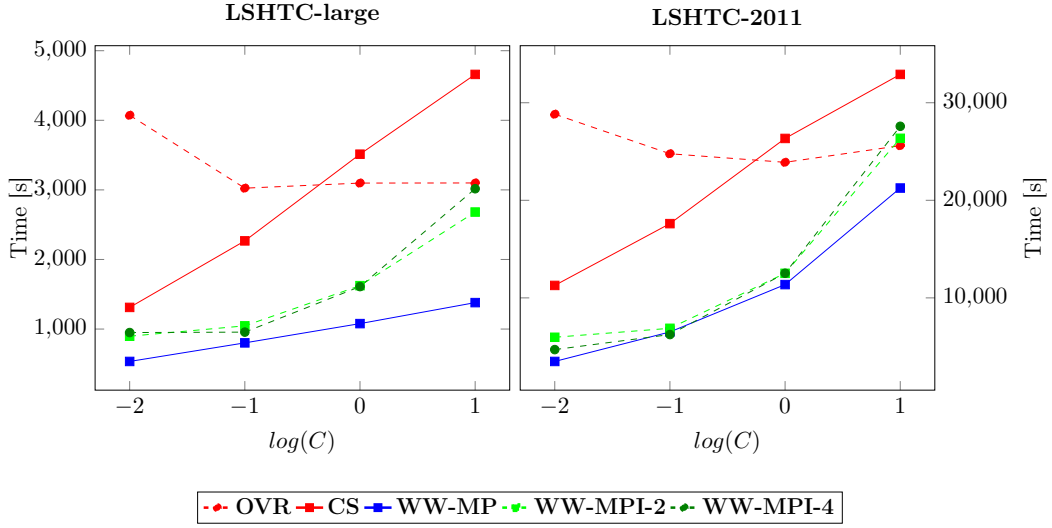 LSHTC-large
LSHTC-2011
5,000
4,000
3,000
2,000
1,000
Time [s]
−2
−1
0
1
log(C)
30,000
20,000
10,000
Time [s]
−2
−1
0
1
log(C)
OVR CS WW-MP WW-MPI-2 WW-MPI-4